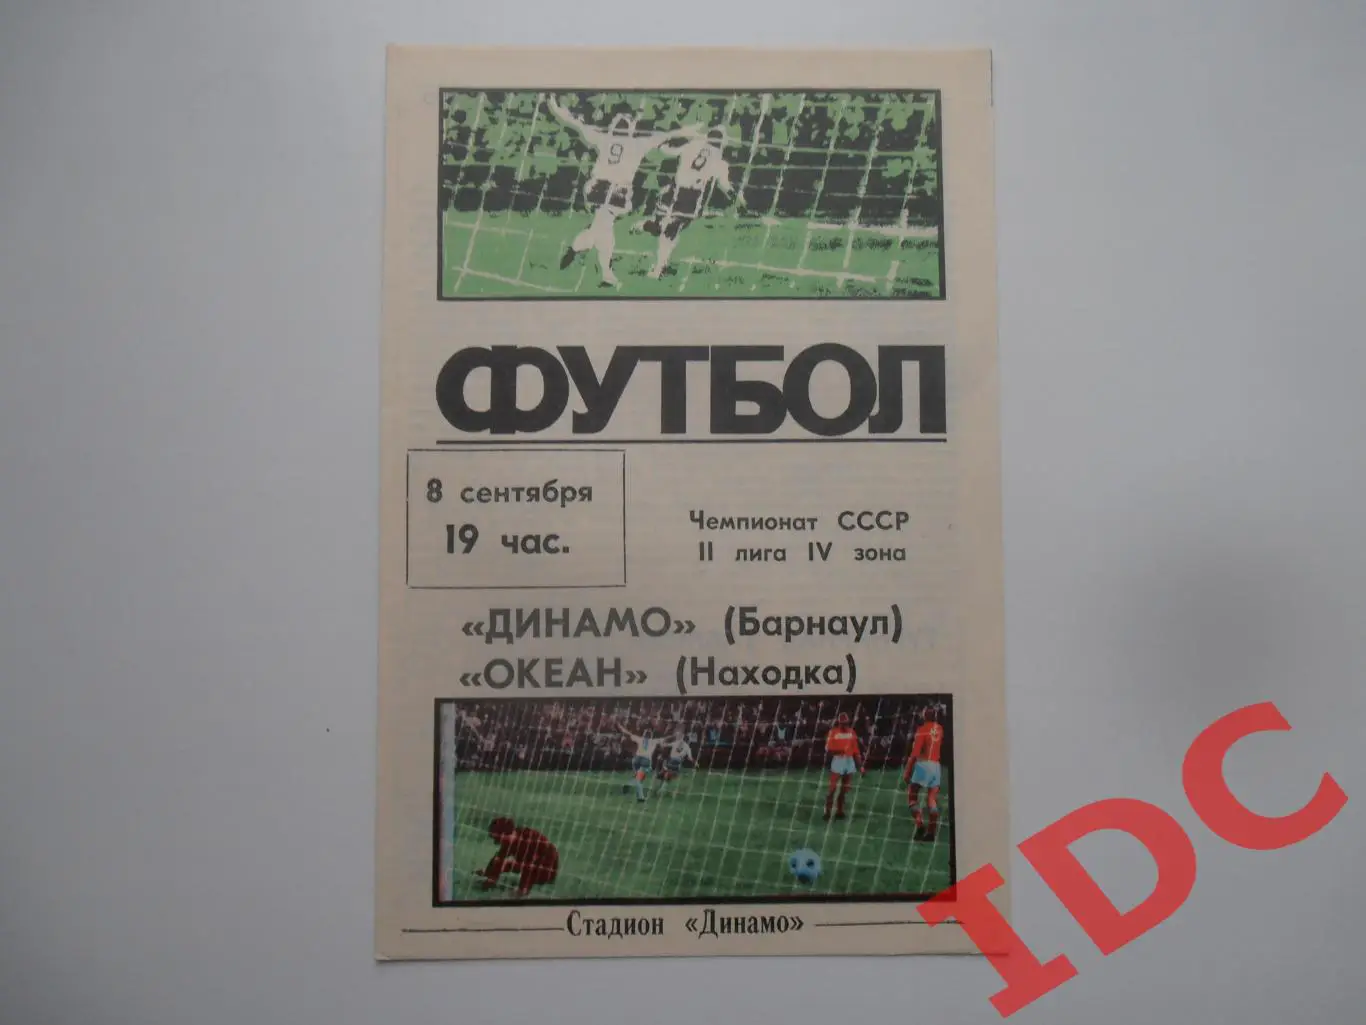 9 8
ФУТБОЛ
8 сентября
19 час.
Чемпионат СССР
II лига IV зона
«ДИНАМО» (Барнаул)
«ОКЕАН» (Находка)
Стадион «Динамо»
IDC